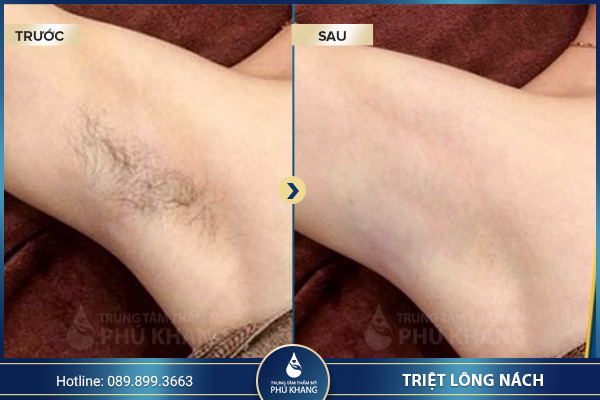 TRƯỚC
SAU
TRUNG TÂM THẨM MỸ
PHÚ KHANG
TRUNG TÂM THẨM MỸ
PHÚ KHANG
Hotline: 089.899.3663
TRUNG TÂM THẨM MỸ
PHÚ KHANG
TRIỆT LÔNG NÁCH